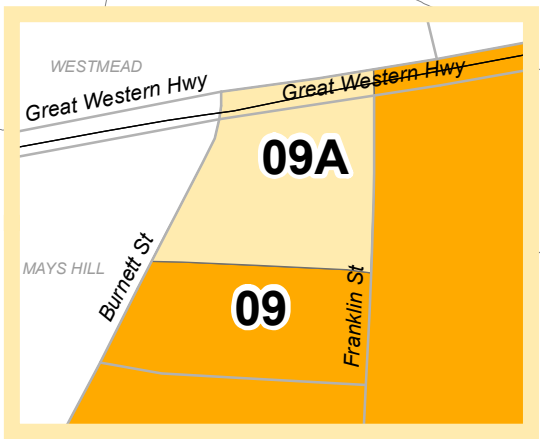 WESTMEAD
Great Western Hwy
Great Western Hwy
09A
MAYS HILL
Burnett St
09
Franklin St